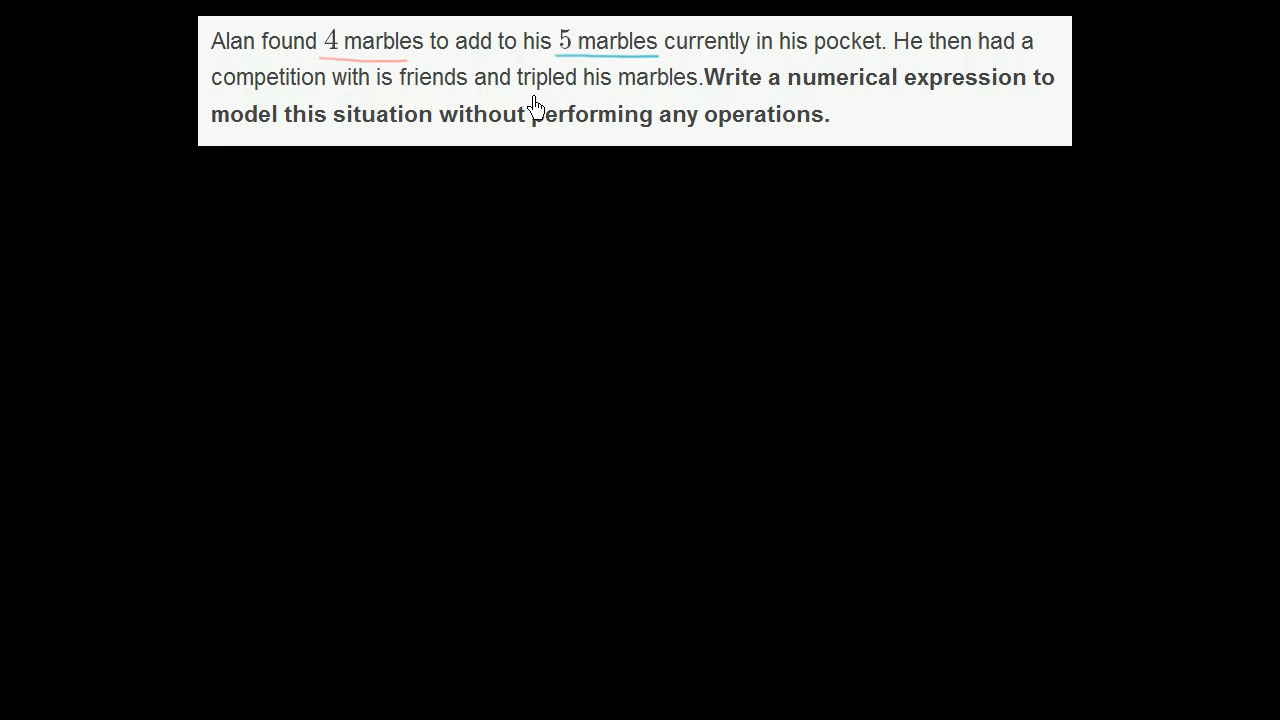 Alan found 4 marbles to add to his 5 marbles currently in his pocket. He then had a
competition with is friends and tripled his marbles.Write a numerical expression to
model this situation without performing any operations.